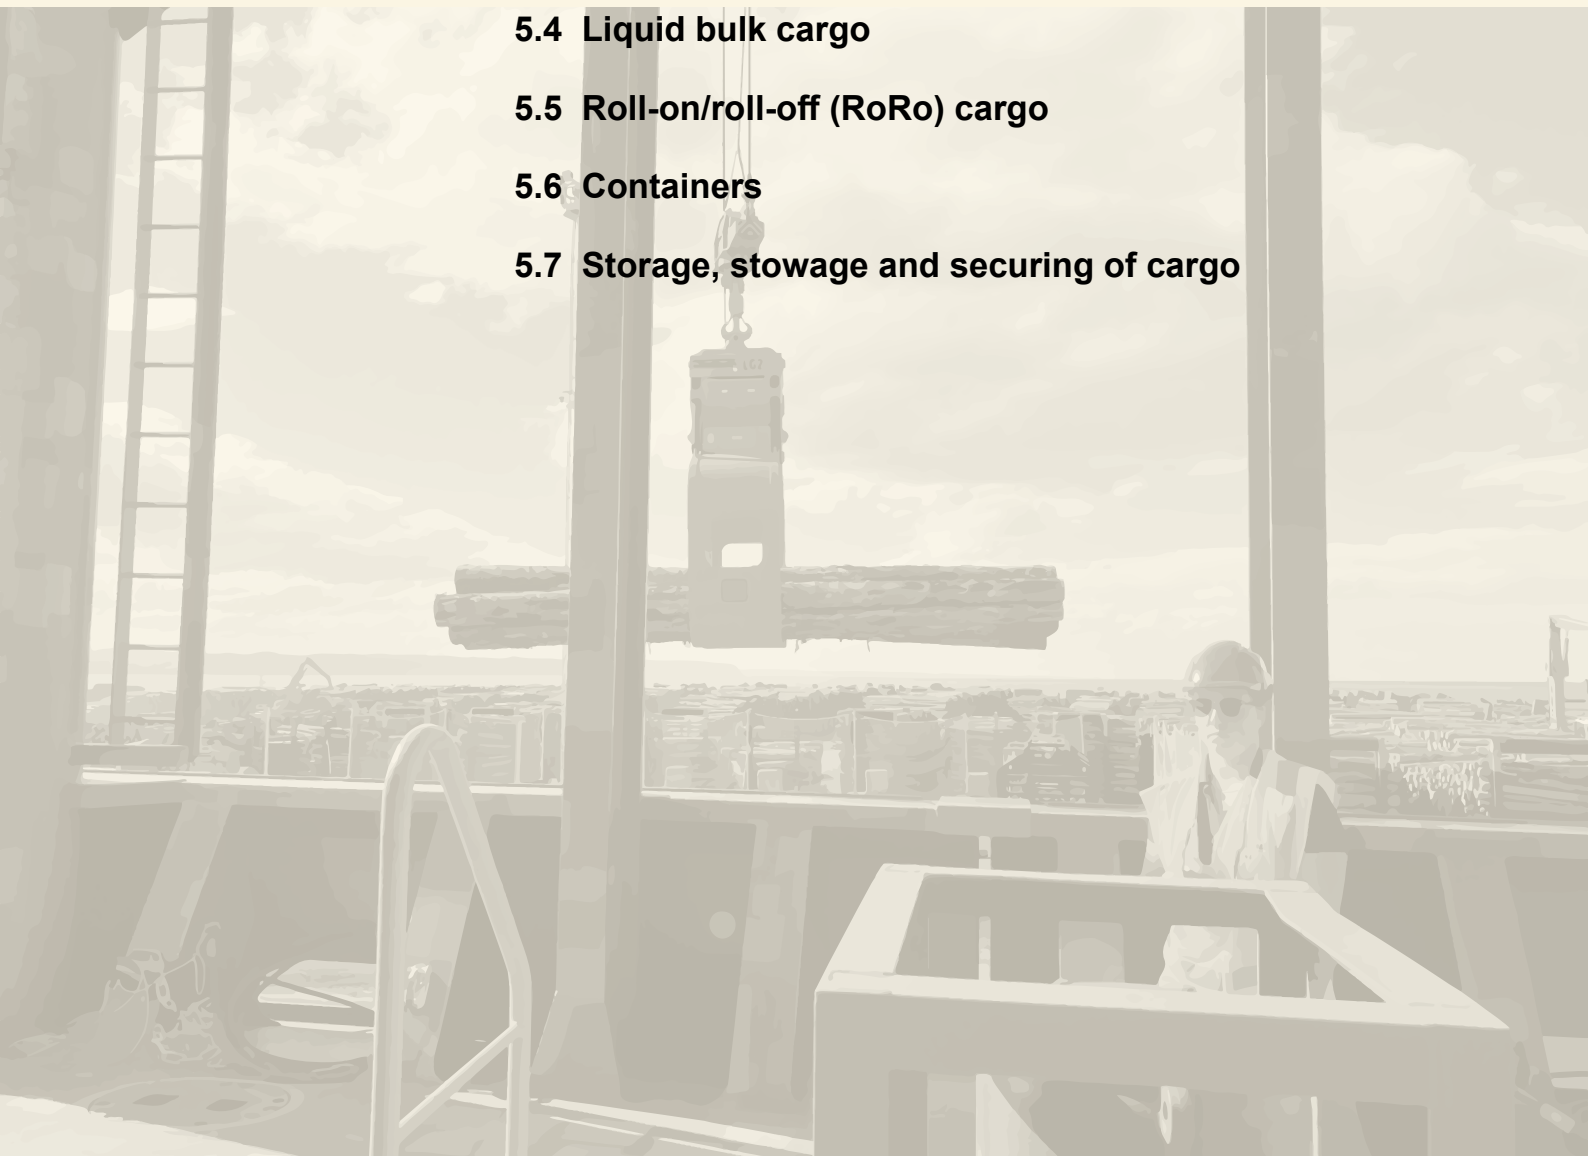 5.4 Liquid bulk cargo
5.5 Roll-on/roll-off (RoRo) cargo
5.6 Containers
5.7 Storage, stowage and securing of cargo